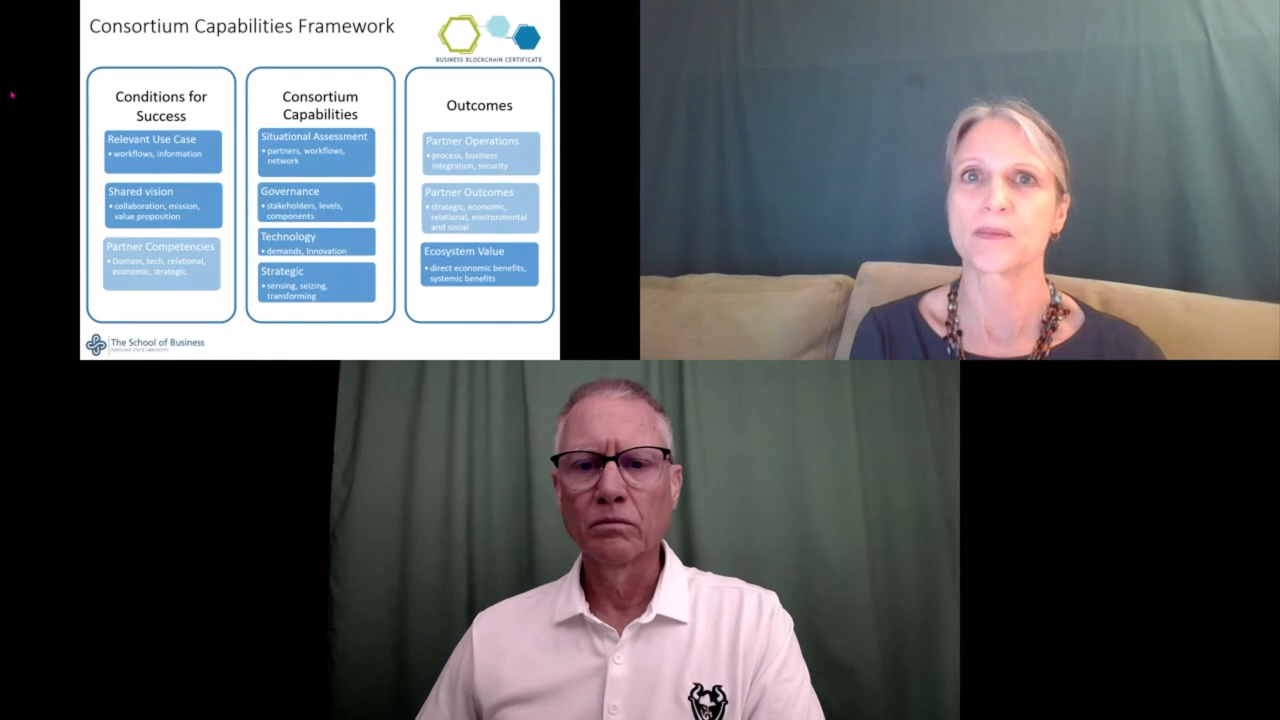 Consortium Capabilities Framework
BUSINESS BLOCKCHAIN CERTIFICATE
Conditions for
Success
Relevant Use Case
• workflows, information
Shared vision
• collaboration, mission,
value proposition
Partner Competencies
• Domain, tech, relational,
economic, strategic
Consortium
Capabilities
Situational Assessment
• partners, workflows,
network
Governance
• stakeholders, levels,
components
Technology
• demands, Innovation
Strategic
• sensing, seizing,
transforming
Outcomes
Partner Operations
• process, business
integration, security
Partner Outcomes
• strategic, economic,
relational, environmental
and social
Ecosystem Value
• direct economic benefits,
systemic benefits
The School of Business
PORTLAND STATE UNIVERSITY